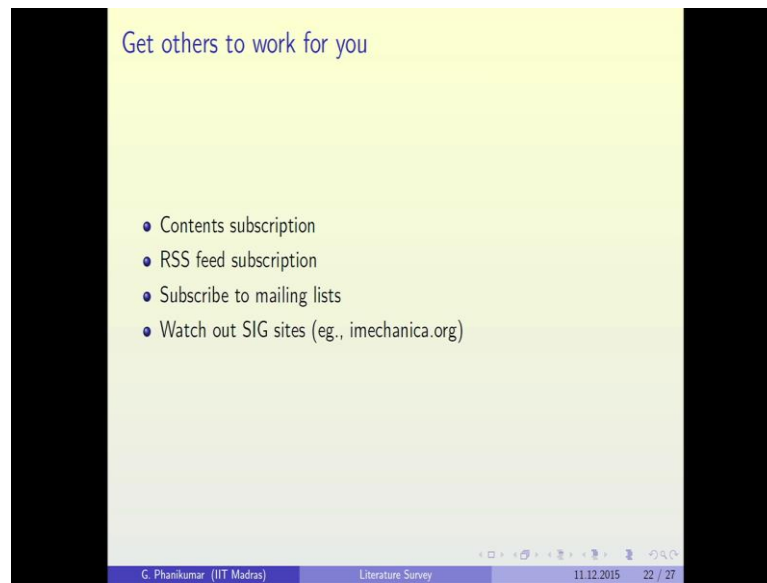 Get others to work for you
Contents subscription
RSS feed subscription
Subscribe to mailing lists
Watch out SIG sites (eg., imechanica.org)
G. Phanikumar (IIT Madras) Literature Survey 11.12.2015 22 / 27